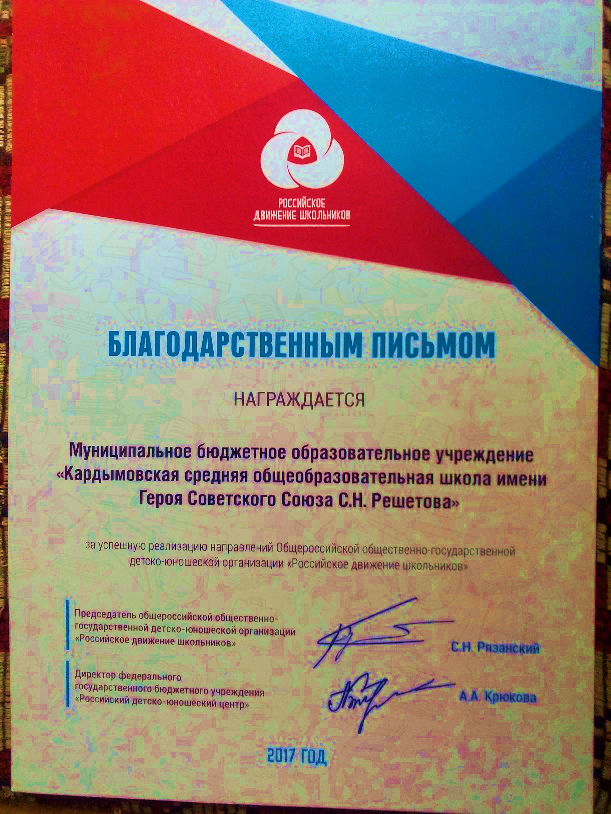 РОССИЙСКОЕ
ДВИЖЕНИЕ ШКОЛЬНИКОВ
БЛАГОДАРСТВЕННЫМ ПИСЬМОМ
НАГРАЖДАЕТСЯ
Муниципальное бюджетное образовательное учреждение
«Кардымовская средняя общеобразовательная школа имени
Героя Советского Союза С.Н. Решетова»
за успешную реализацию направлений Общероссийской общественно-государственной
детско-юношеской организации «Российское движение школьников»
Председатель общероссийской общественно-
государственной детско-юношеской организации
«Российское движение школьников»
С.Н. Рязанский
Директор федерального
государственного бюджетного учреждения
«Российский детско-юношеский центр»
А.А. Крюкова
2017 ГОД